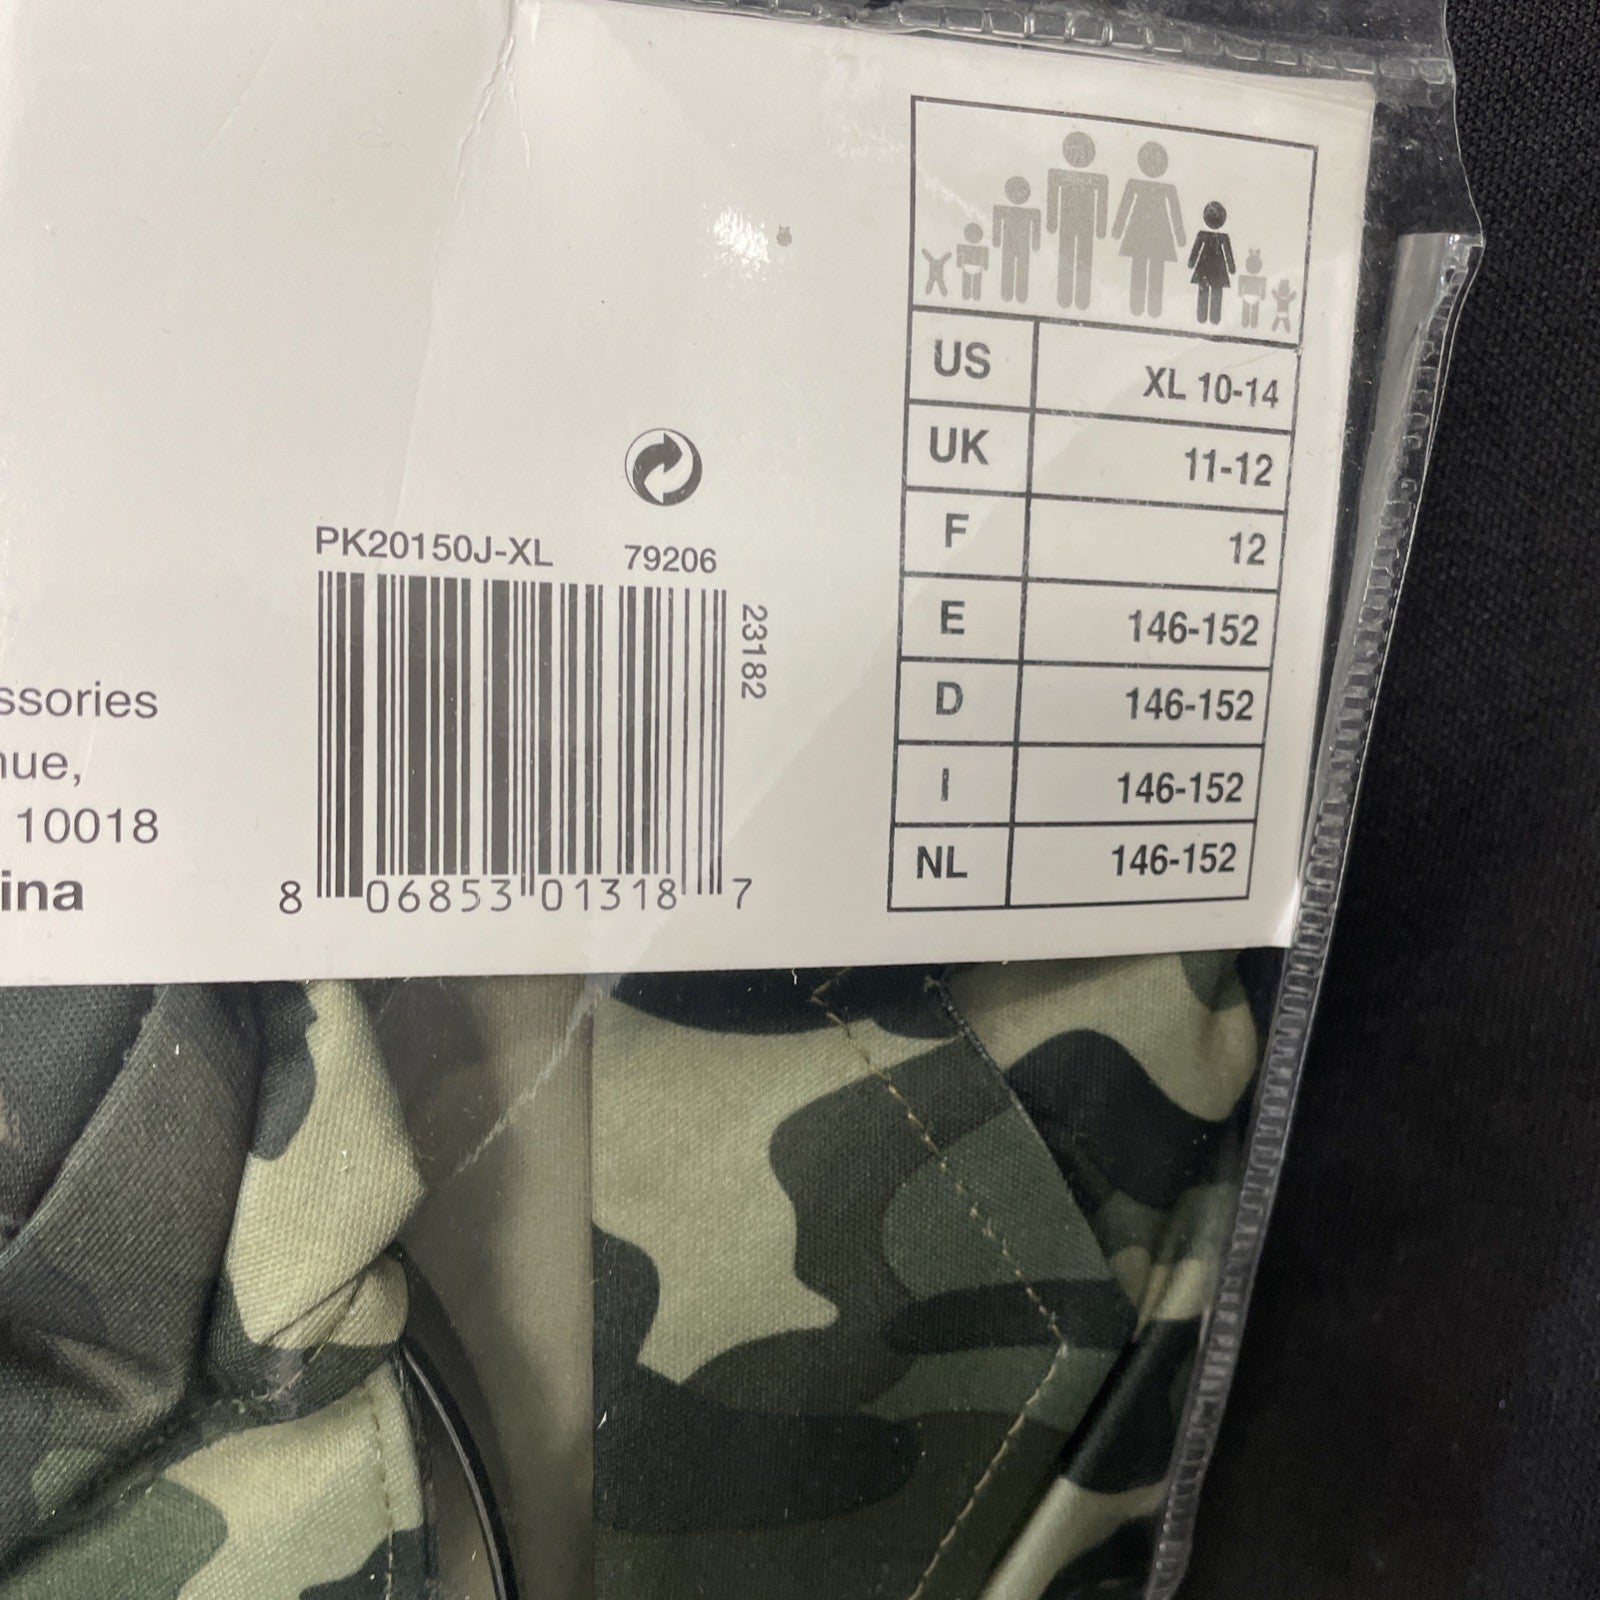 US XL 10-14
UK 11-12
F 12
E 146-152
D 146-152
I 146-152
NL 146-152
PK20150J-XL 79206
23182
8 06853 01318 7
ssories
nue,
10018
ina